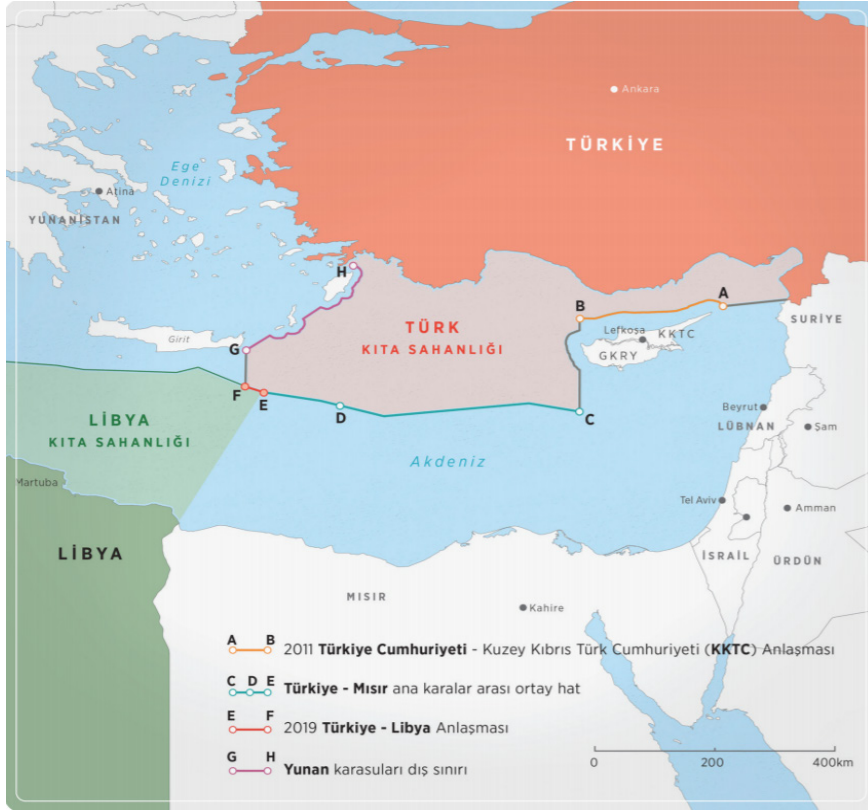 Ankara
TÜRKİYE
Ege
Denizi
Atina
YUNANİSTAN
H
A
B
SURİYE
TÜRK
KITA SAHANLIĞI
Lefkoşa
KKTC
GKRY
Girit
G
F
E
D
C
Beyrut
LÜBNAN
Şam
LİBYA
KITA SAHANLIĞI
Akdeniz
Martuba
Tel Aviv
Amman
LİBYA
İSRAİL
ÜRDÜN
MISIR
Kahire
A B
2011 Türkiye Cumhuriyeti - Kuzey Kıbrıs Türk Cumhuriyeti (KKTC) Anlaşması
C D E
Türkiye - Mısır ana karalar arası ortay hat
E F
2019 Türkiye - Libya Anlaşması
G H
Yunan karasuları dış sınırı
0 200 400km